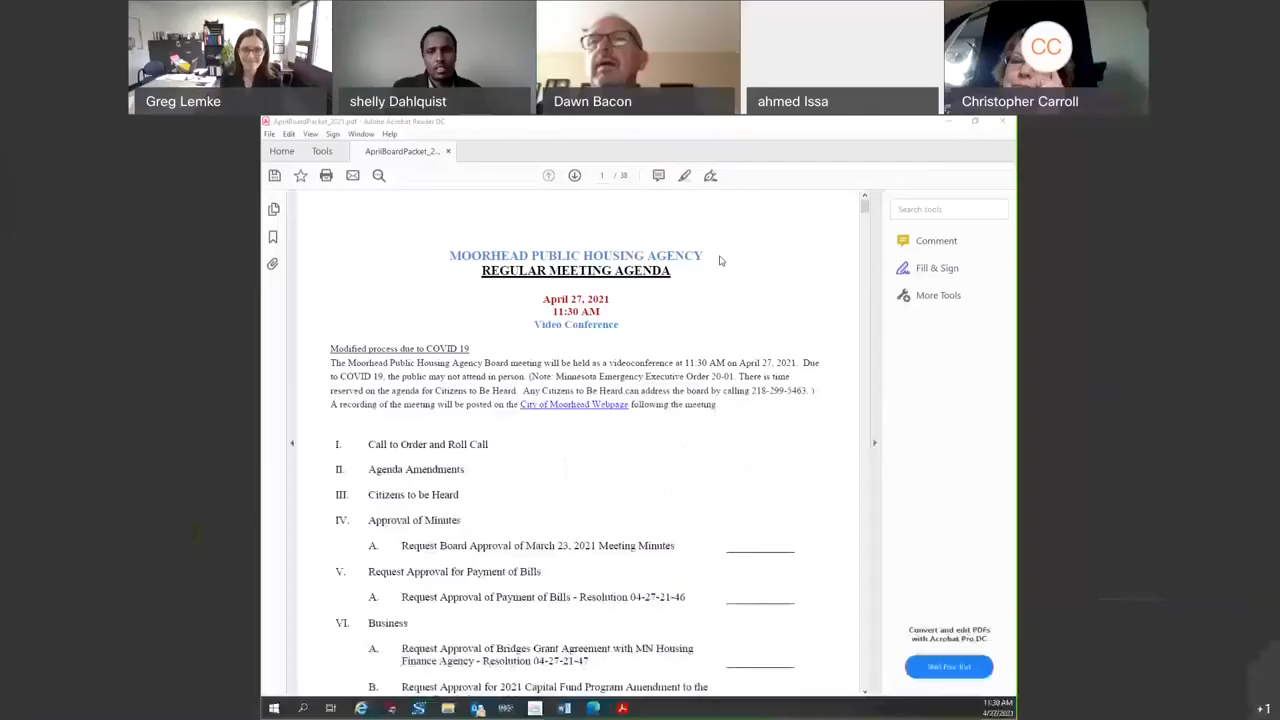 Greg Lemke
shelly Dahlquist
Dawn Bacon
ahmed Issa
CC
Christopher Carroll
AprilBoardPacket_2021.pdf - Adobe Acrobat Reader DC
File Edit View Sign Window Help
Home Tools AprilBoardPacket_2... ×
1 / 38
Search tools
Comment
Fill & Sign
More Tools
MOORHEAD PUBLIC HOUSING AGENCY
REGULAR MEETING AGENDA
April 27, 2021
11:30 AM
Video Conference
Modified process due to COVID 19
The Moorhead Public Housing Agency Board meeting will be held as a videoconference at 11:30 AM on April 27, 2021. Due
to COVID 19, the public may not attend in person. (Note: Minnesota Emergency Executive Order 20-01. There is time
reserved on the agenda for Citizens to Be Heard. Any Citizens to Be Heard can address the board by calling 218-299-5463. )
A recording of the meeting will be posted on the City of Moorhead Webpage following the meeting
I. Call to Order and Roll Call
II. Agenda Amendments
III. Citizens to be Heard
IV. Approval of Minutes
A. Request Board Approval of March 23, 2021 Meeting Minutes
V. Request Approval for Payment of Bills
A. Request Approval of Payment of Bills - Resolution 04-27-21-46
VI. Business
A. Request Approval of Bridges Grant Agreement with MN Housing
Finance Agency - Resolution 04-27-21-47
B. Request Approval for 2021 Capital Fund Program Amendment to the
Convert and edit PDFs
with Acrobat Pro DC
11:30 AM
4/27/2021
+1